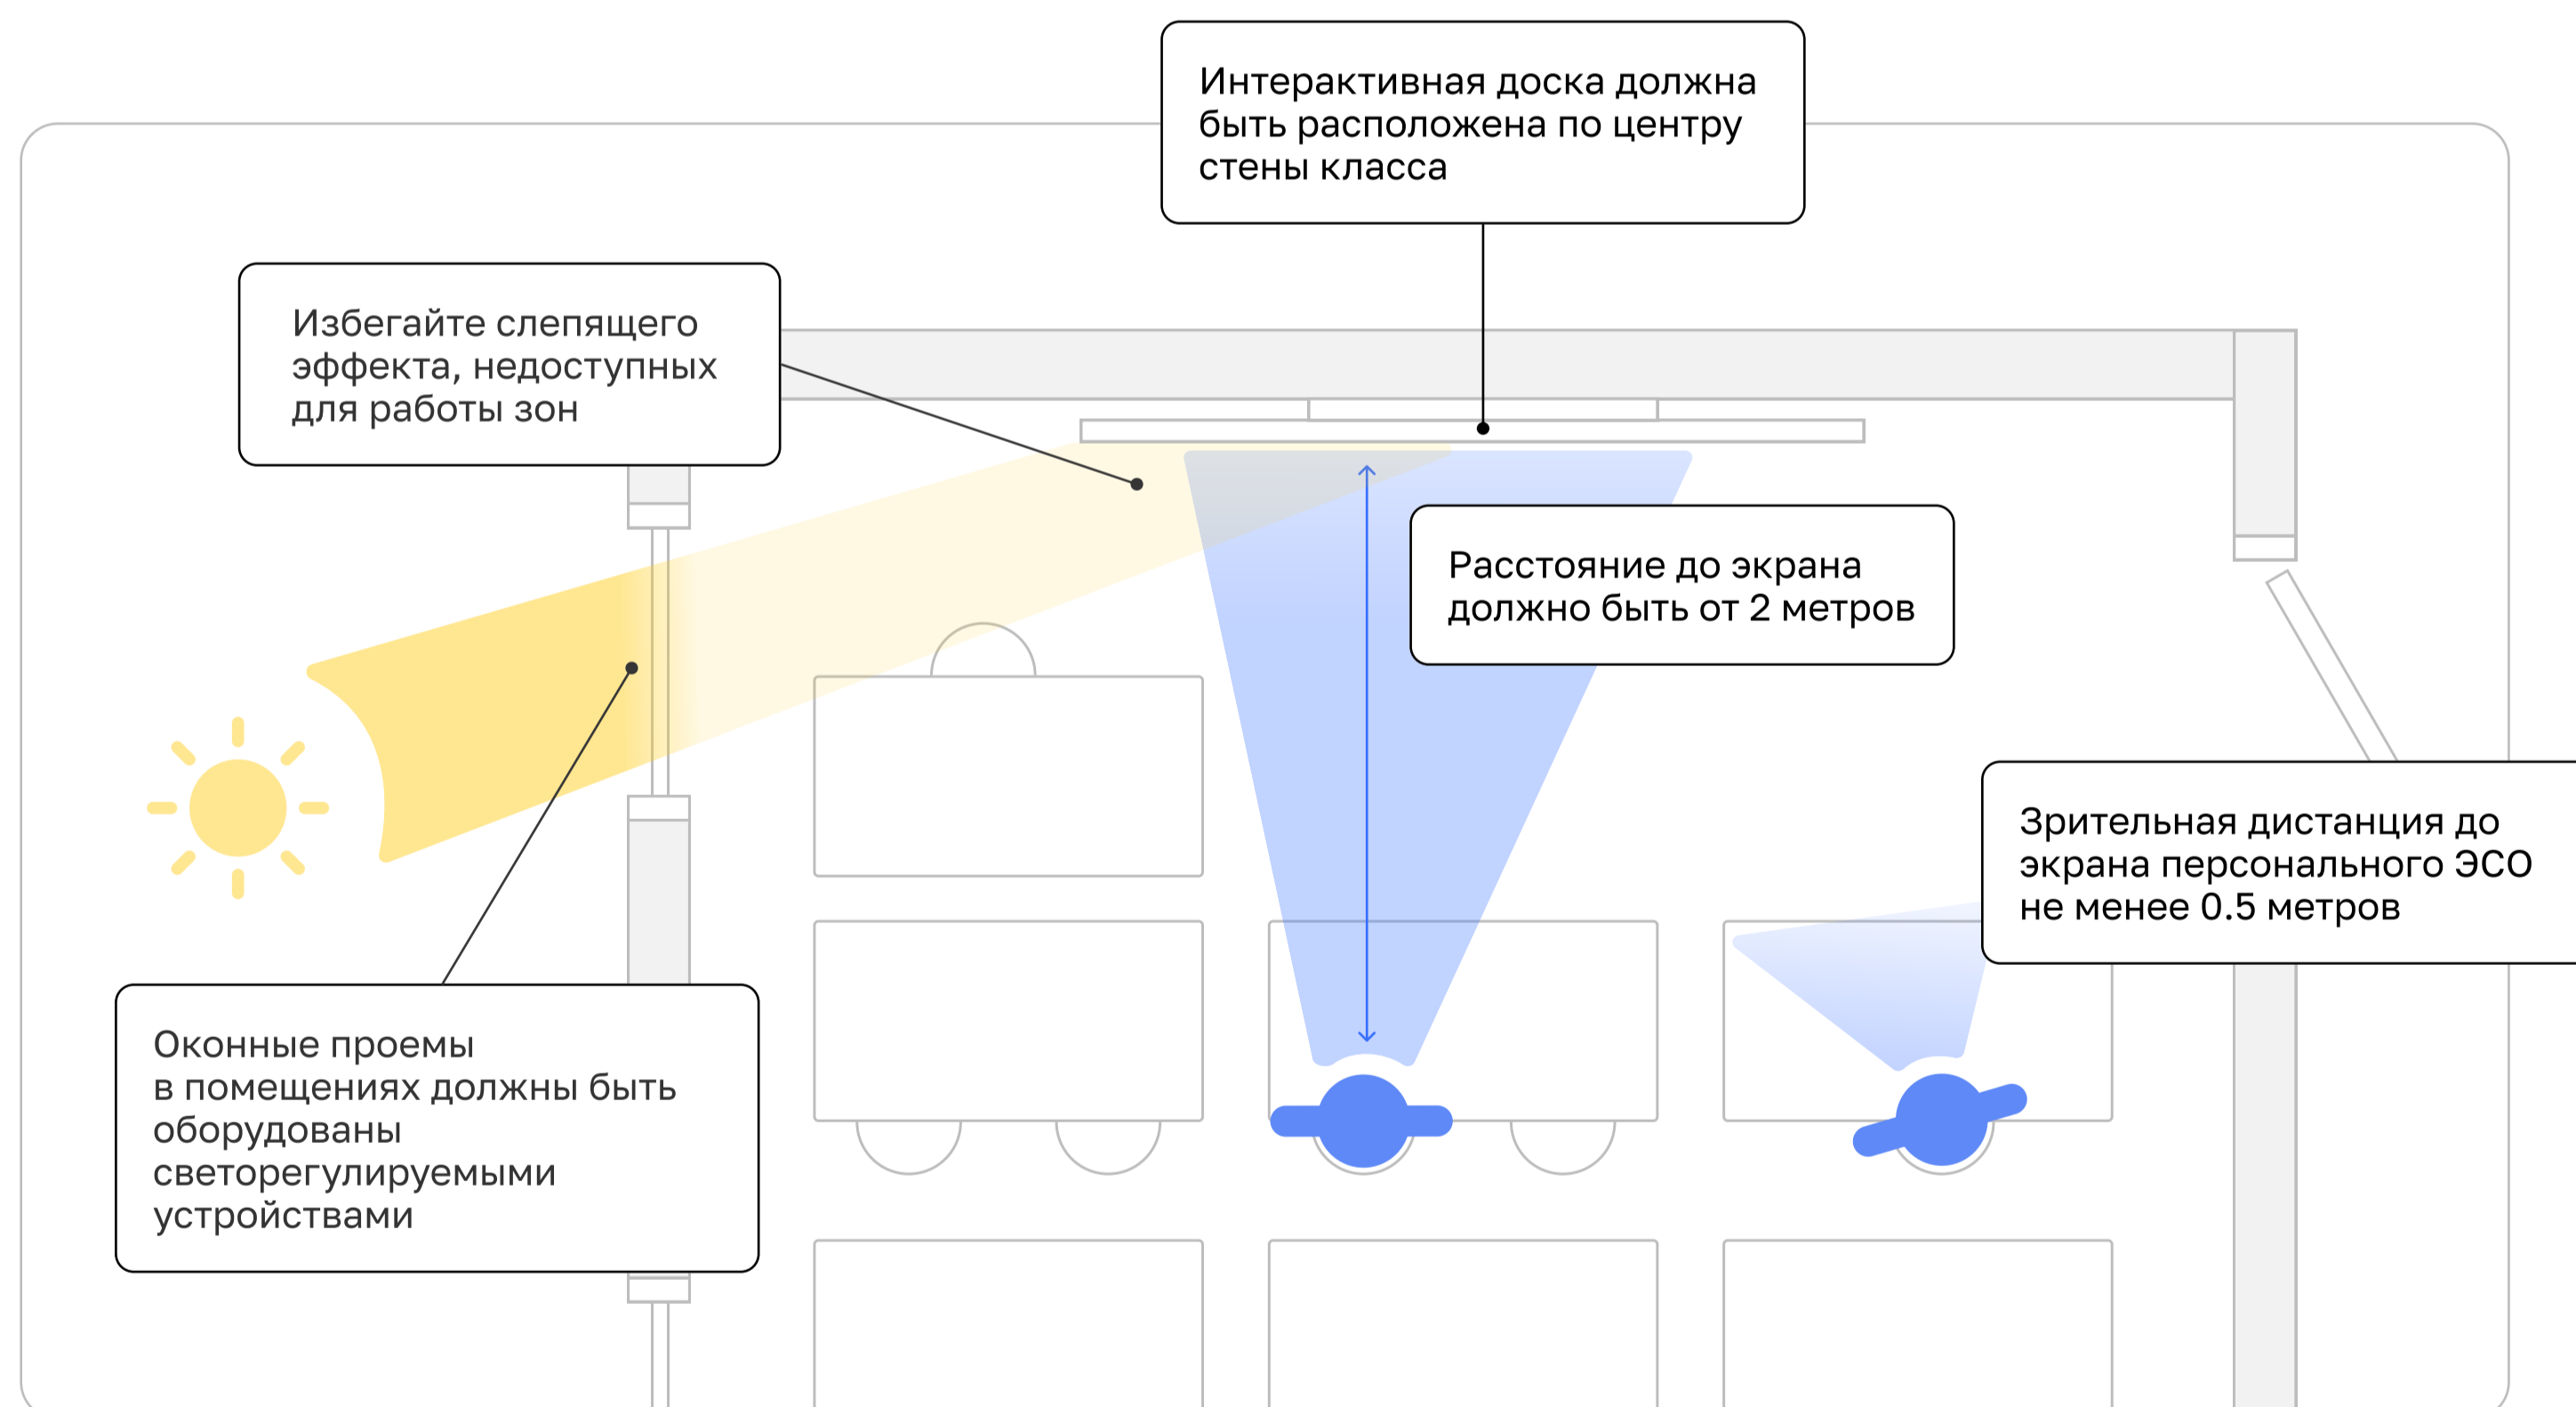 Интерактивная доска должна
быть расположена по центру
стены класса
Избегайте слепящего
эффекта, недоступных
для работы зон
Расстояние до экрана
должно быть от 2 метров
Зрительная дистанция до
экрана персонального ЭСО
не менее 0.5 метров
Оконные проемы
в помещениях должны быть
оборудованы
светорегулируемыми
устройствами